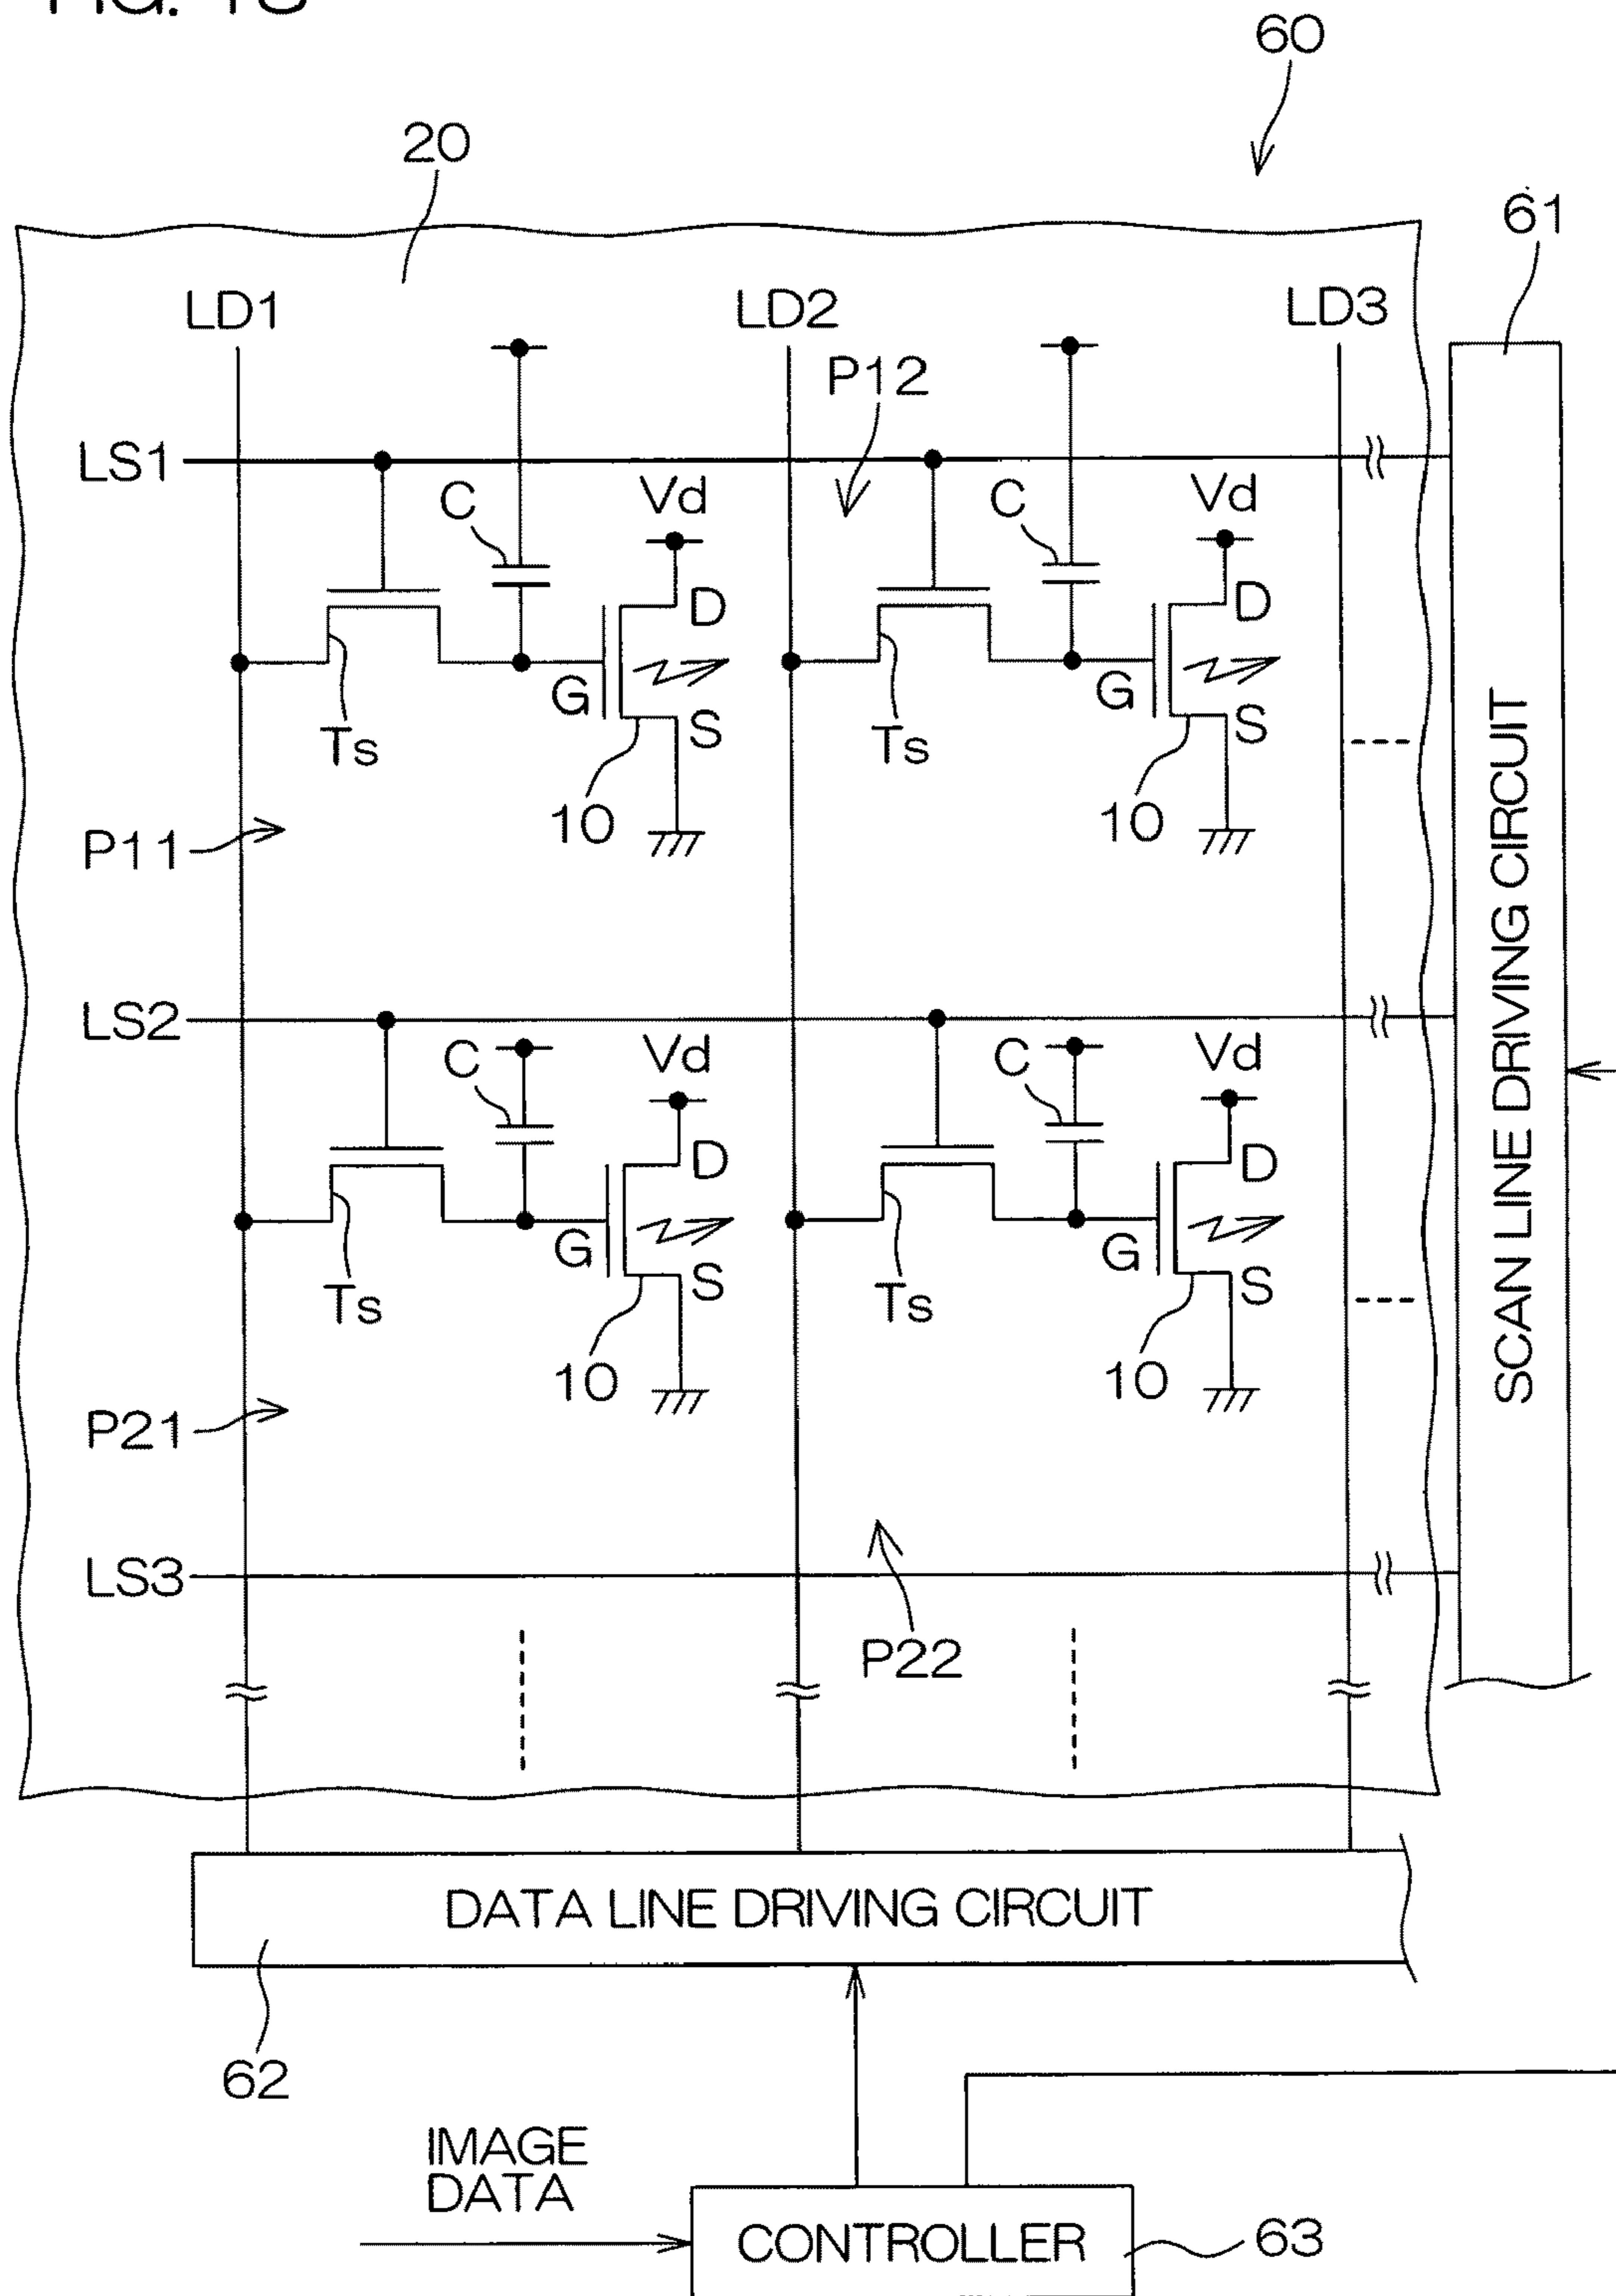 60
20
61
LD1 LD2 LD3
P12
LS1
C Vd C Vd
D D
G G
S S
Ts Ts
10 10
P11
SCAN LINE DRIVING CIRCUIT
LS2
C Vd C Vd
D D
G G
S S
Ts Ts
10 10
P21
LS3
P22
DATA LINE DRIVING CIRCUIT
62
IMAGE
DATA
CONTROLLER
63